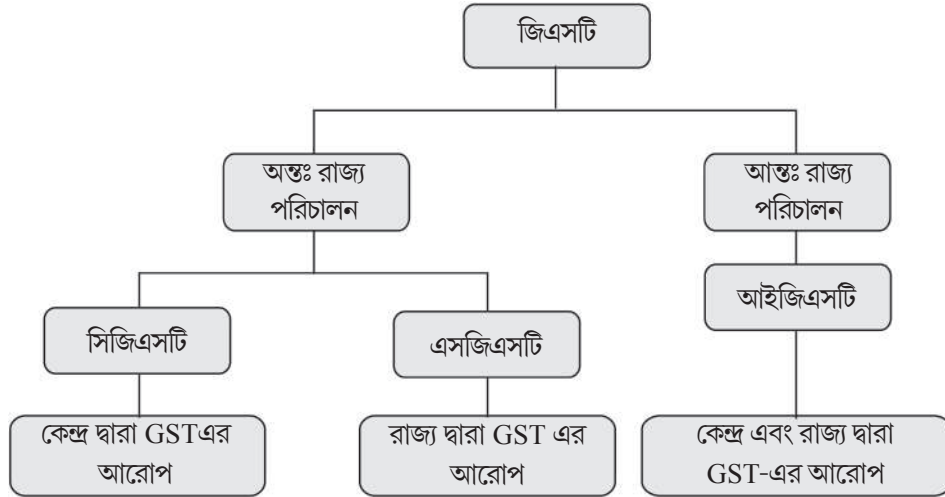 জিএসটি
অন্তঃ রাজ্য
পরিচালন
আন্তঃ রাজ্য
পরিচালন
সিজিএসটি
এসজিএসটি
আইজিএসটি
কেন্দ্র দ্বারা GSTএর
আরোপ
রাজ্য দ্বারা GST এর
আরোপ
কেন্দ্র এবং রাজ্য দ্বারা
GST-এর আরোপ